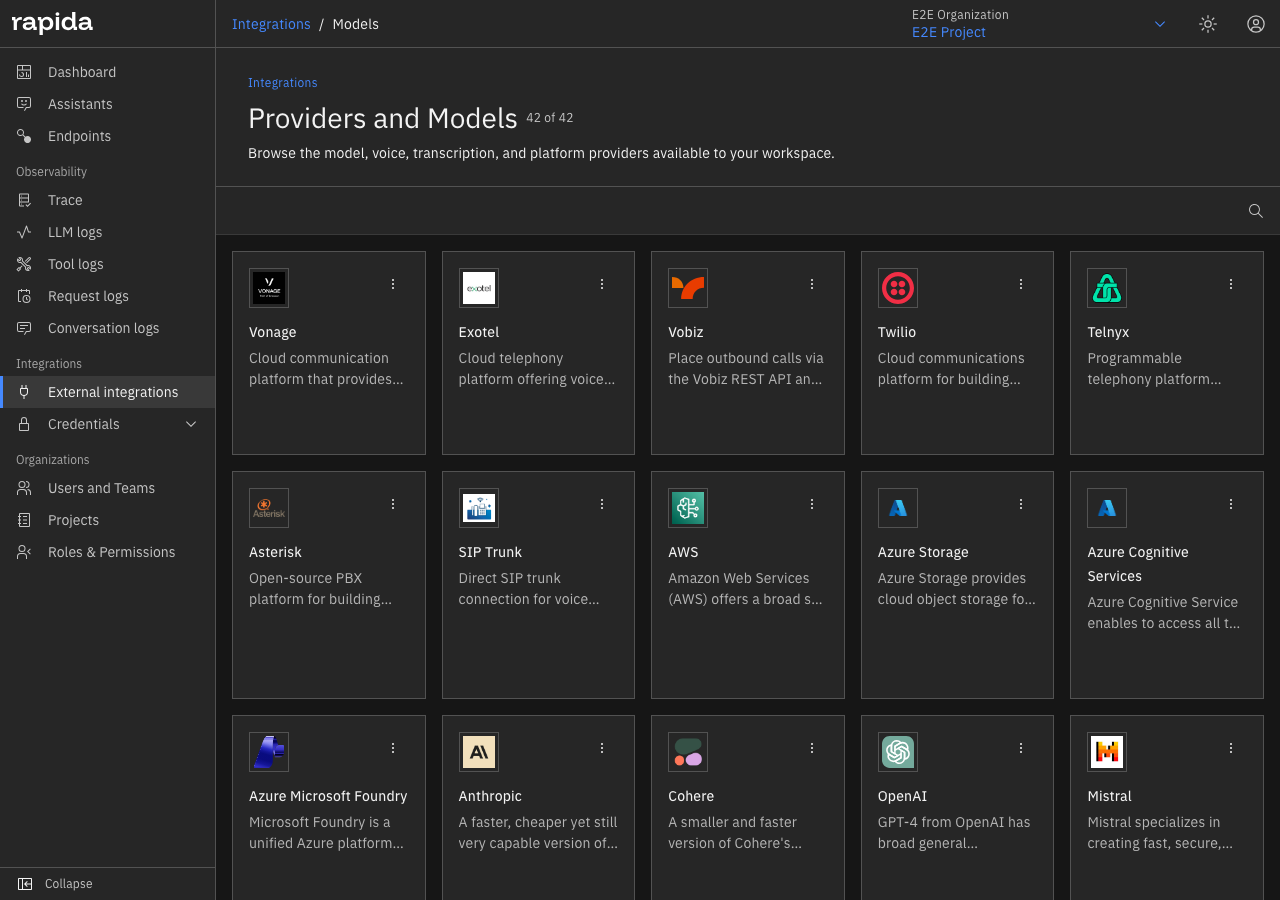 rapida
Integrations / Models
E2E Organization
E2E Project
Dashboard
Assistants
Endpoints
Observability
Trace
LLM logs
Tool logs
Request logs
Conversation logs
Integrations
External integrations
Credentials
Organizations
Users and Teams
Projects
Roles & Permissions
Collapse
Integrations
Providers and Models 42 of 42
Browse the model, voice, transcription, and platform providers available to your workspace.
VONAGE
Vonage
Cloud communication
platform that provides...
exotel
Exotel
Cloud telephony
platform offering voice...
Vobiz
Place outbound calls via
the Vobiz REST API an...
Twilio
Cloud communications
platform for building...
Telnyx
Programmable
telephony platform...
Asterisk
Asterisk
Open-source PBX
platform for building...
SIP Trunk
Direct SIP trunk
connection for voice...
AWS
Amazon Web Services
(AWS) offers a broad s...
Azure Storage
Azure Storage provides
cloud object storage fo...
Azure Cognitive
Services
Azure Cognitive Service
enables to access all t...
Azure Microsoft Foundry
Microsoft Foundry is a
unified Azure platform...
A\
Anthropic
A faster, cheaper yet still
very capable version of...
Cohere
A smaller and faster
version of Cohere's...
OpenAI
GPT-4 from OpenAI has
broad general...
Mistral
Mistral specializes in
creating fast, secure,...